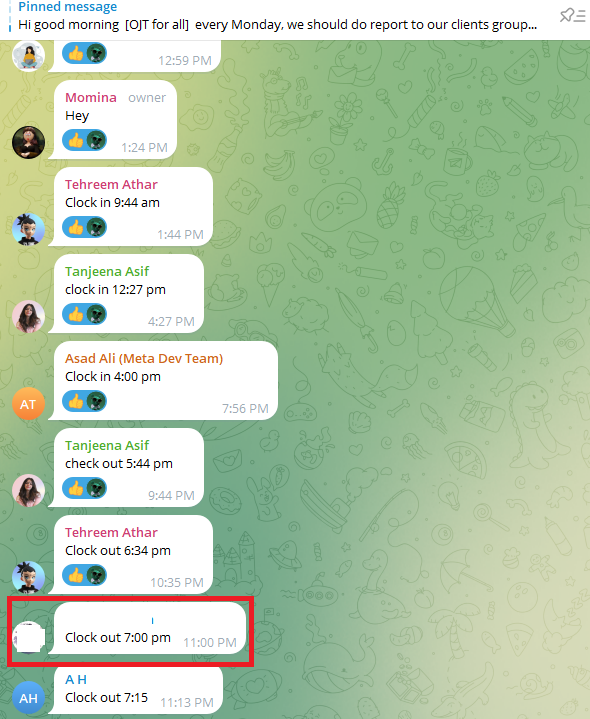 Pinned message
Hi good morning [OJT for all] every Monday, we should do report to our clients group...
12:59 PM
Momina owner
Hey
1:24 PM
Tehreem Athar
Clock in 9:44 am
1:44 PM
Tanjeena Asif
clock in 12:27 pm
4:27 PM
Asad Ali (Meta Dev Team)
Clock in 4:00 pm
AT
7:56 PM
Tanjeena Asif
check out 5:44 pm
9:44 PM
Tehreem Athar
Clock out 6:34 pm
10:35 PM
Clock out 7:00 pm 11:00 PM
A H
AH
Clock out 7:15 11:13 PM